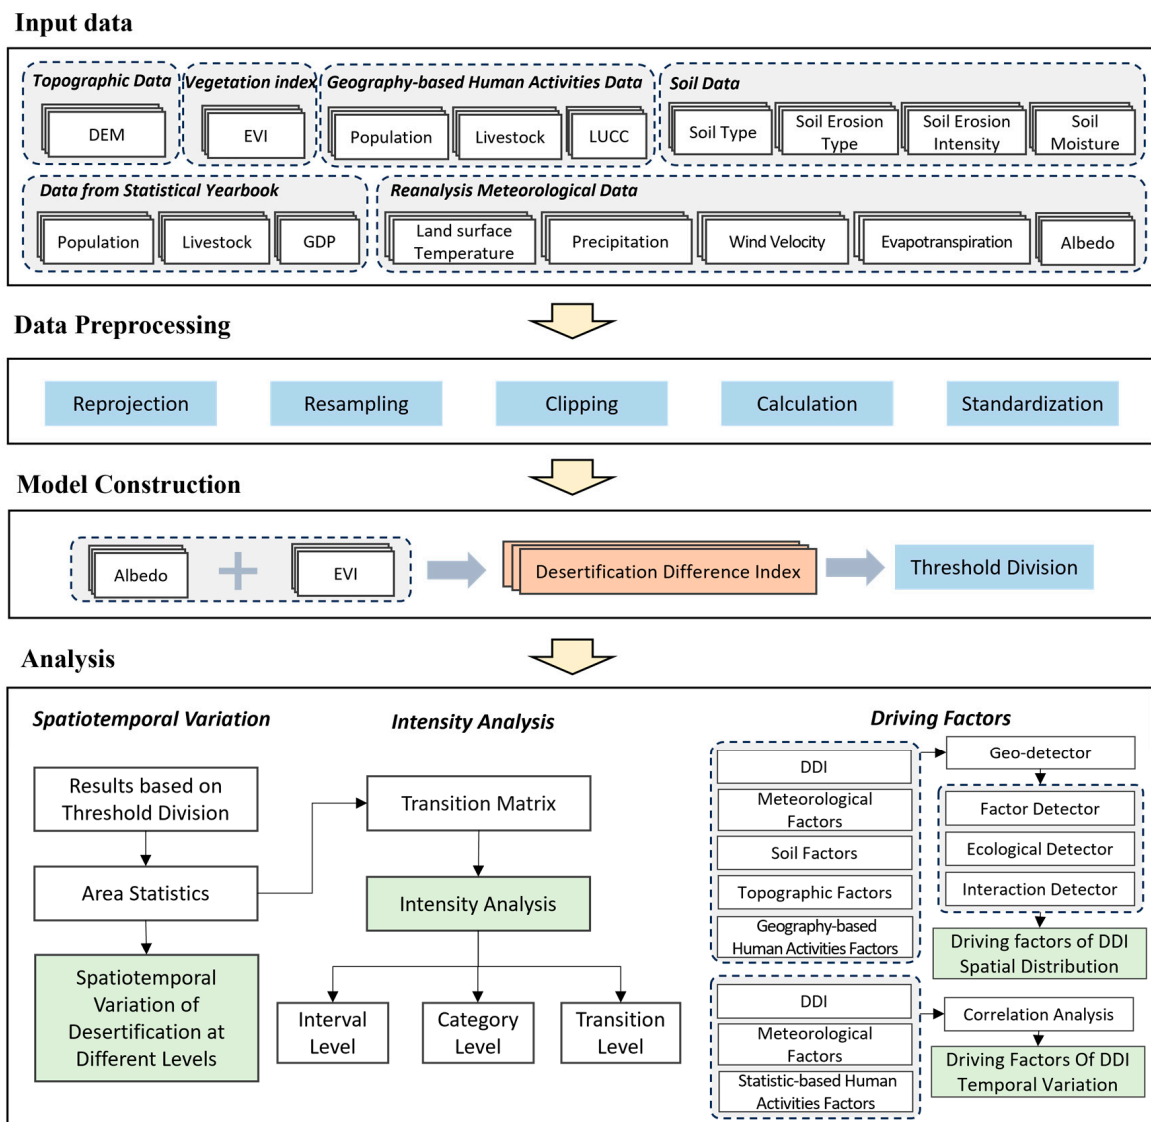 Input data
Topographic Data
Vegetation index
Geography-based Human Activities Data
Soil Data
DEM
EVI
Population
Livestock
LUCC
Soil Type
Soil Erosion
Type
Soil Erosion
Intensity
Soil
Moisture
Data from Statistical Yearbook
Reanalysis Meteorological Data
Population
Livestock
GDP
Land surface
Temperature
Precipitation
Wind Velocity
Evapotranspiration
Albedo
Data Preprocessing
Reprojection
Resampling
Clipping
Calculation
Standardization
Model Construction
Albedo
EVI
Desertification Difference Index
Threshold Division
Analysis
Spatiotemporal Variation
Results based on
Threshold Division
Area Statistics
Spatiotemporal
Variation of
Desertification at
Different Levels
Intensity Analysis
Transition Matrix
Intensity Analysis
Interval
Level
Category
Level
Transition
Level
Driving Factors
DDI
Meteorological
Factors
Soil Factors
Topographic Factors
Geography-based
Human Activities Factors
Geo-detector
Factor Detector
Ecological Detector
Interaction Detector
Driving factors of DDI
Spatial Distribution
DDI
Meteorological
Factors
Statistic-based Human
Activities Factors
Correlation Analysis
Driving Factors Of DDI
Temporal Variation